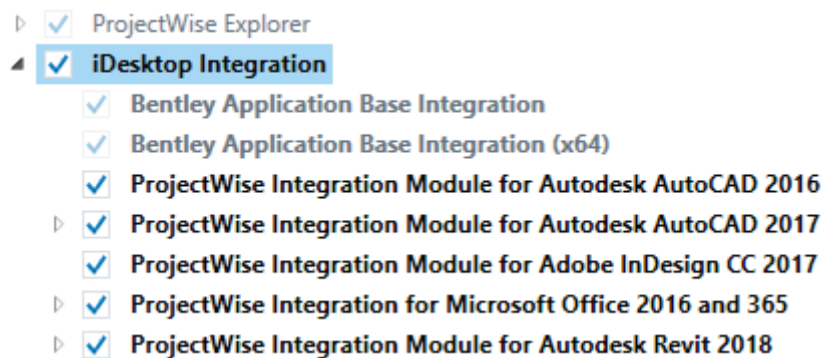 ProjectWise Explorer
iDesktop Integration
Bentley Application Base Integration
Bentley Application Base Integration (x64)
ProjectWise Integration Module for Autodesk AutoCAD 2016
ProjectWise Integration Module for Autodesk AutoCAD 2017
ProjectWise Integration Module for Adobe InDesign CC 2017
ProjectWise Integration for Microsoft Office 2016 and 365
ProjectWise Integration Module for Autodesk Revit 2018